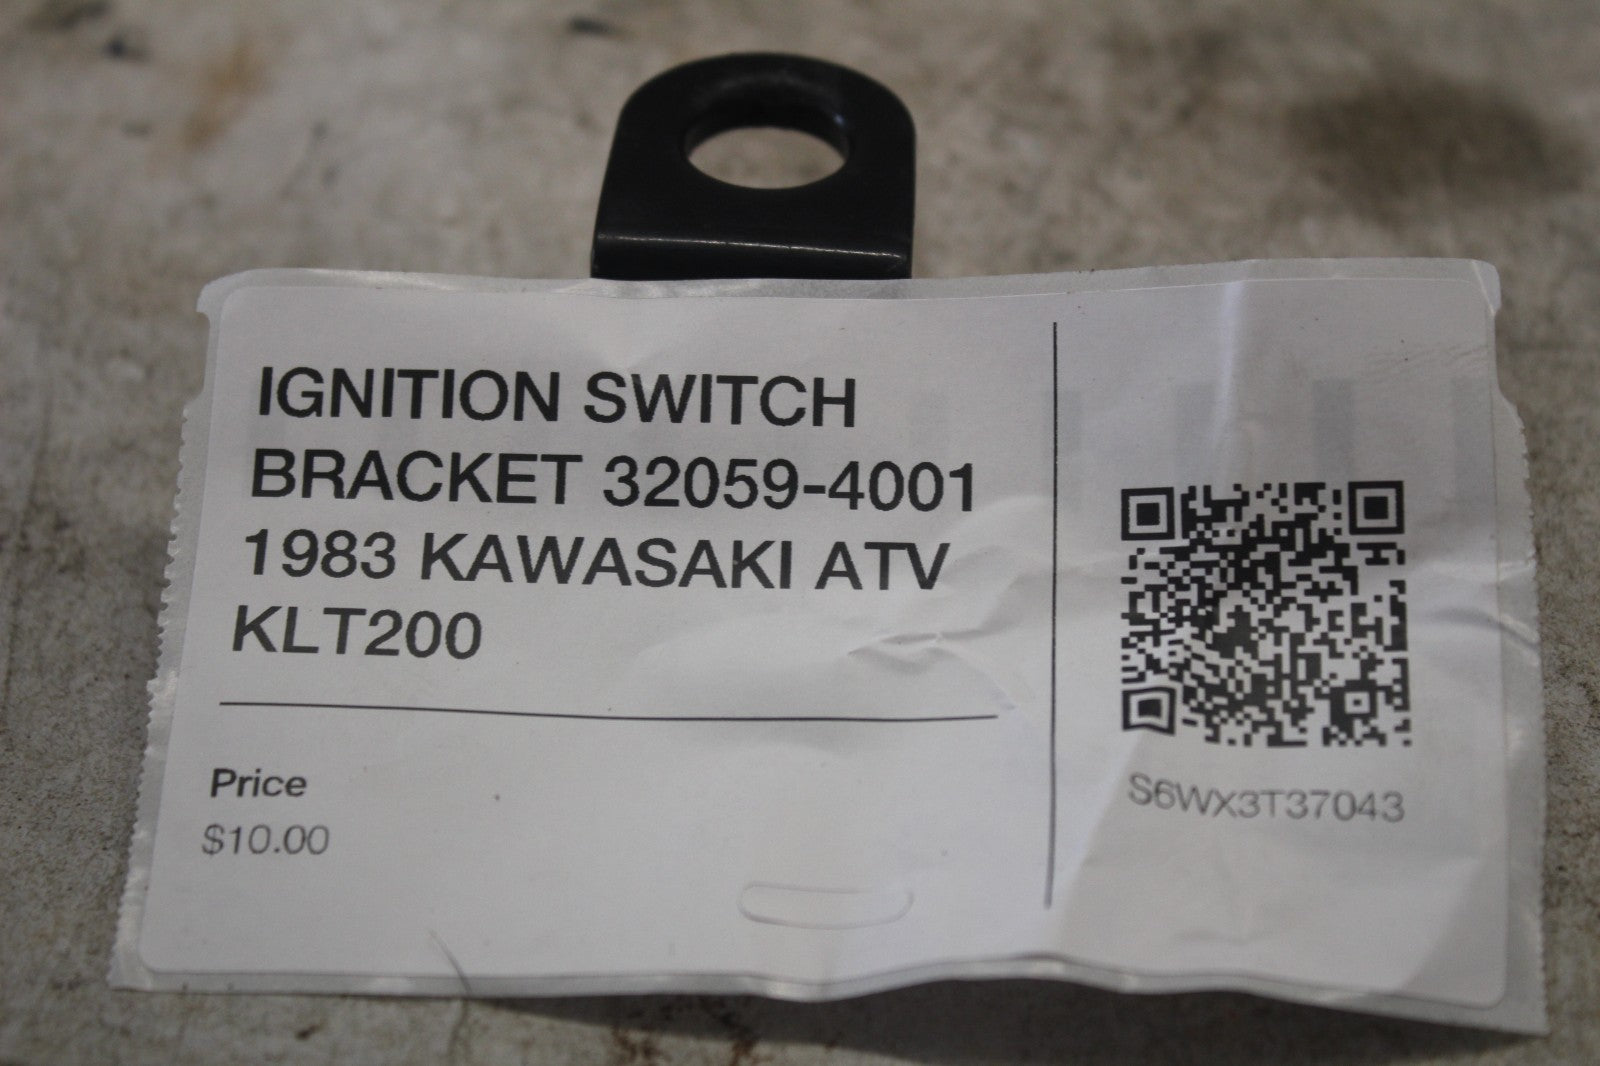 IGNITION SWITCH
BRACKET 32059-4001
1983 KAWASAKI ATV
KLT200
Price
$10.00
S6WX3T37043